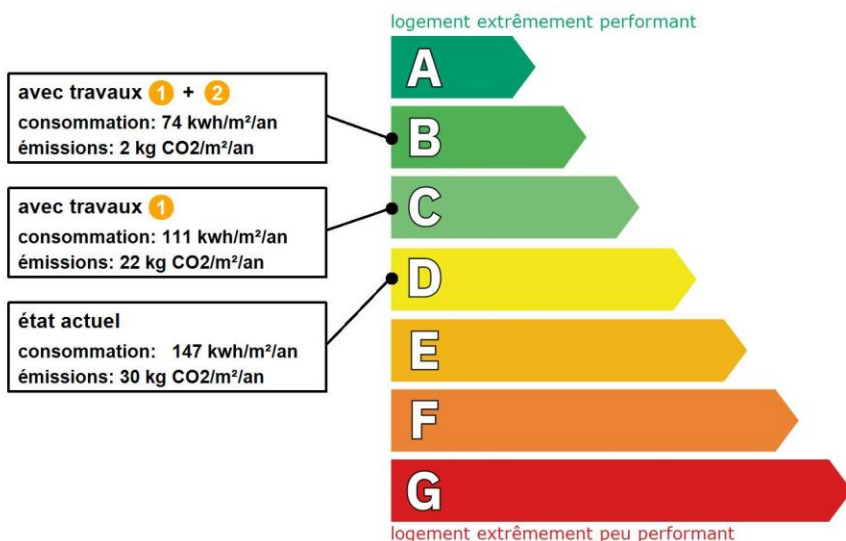 logement extrêmement performant
avec travaux 1 + 2
consommation: 74 kwh/m²/an
émissions: 2 kg CO2/m²/an
avec travaux 1
consommation: 111 kwh/m²/an
émissions: 22 kg CO2/m²/an
état actuel
consommation: 147 kwh/m²/an
émissions: 30 kg CO2/m²/an
A
B
C
D
E
F
G
logement extrêmement peu performant